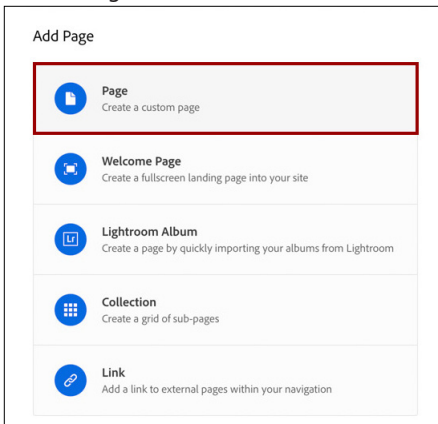 Add Page
Page
Create a custom page
Welcome Page
Create a fullscreen landing page into your site
Lr
Lightroom Album
Create a page by quickly importing your albums from Lightroom
Collection
Create a grid of sub-pages
Link
Add a link to external pages within your navigation